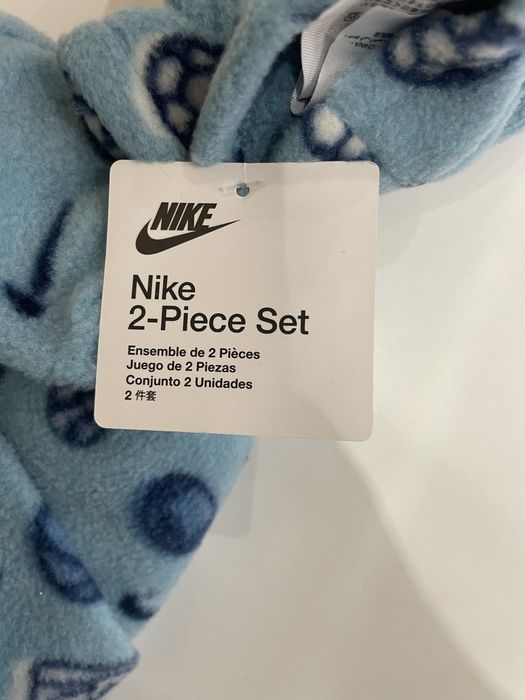 NIKE
Nike
2-Piece Set
Ensemble de 2 Pièces
Juego de 2 Piezas
Conjunto 2 Unidades
2 件套